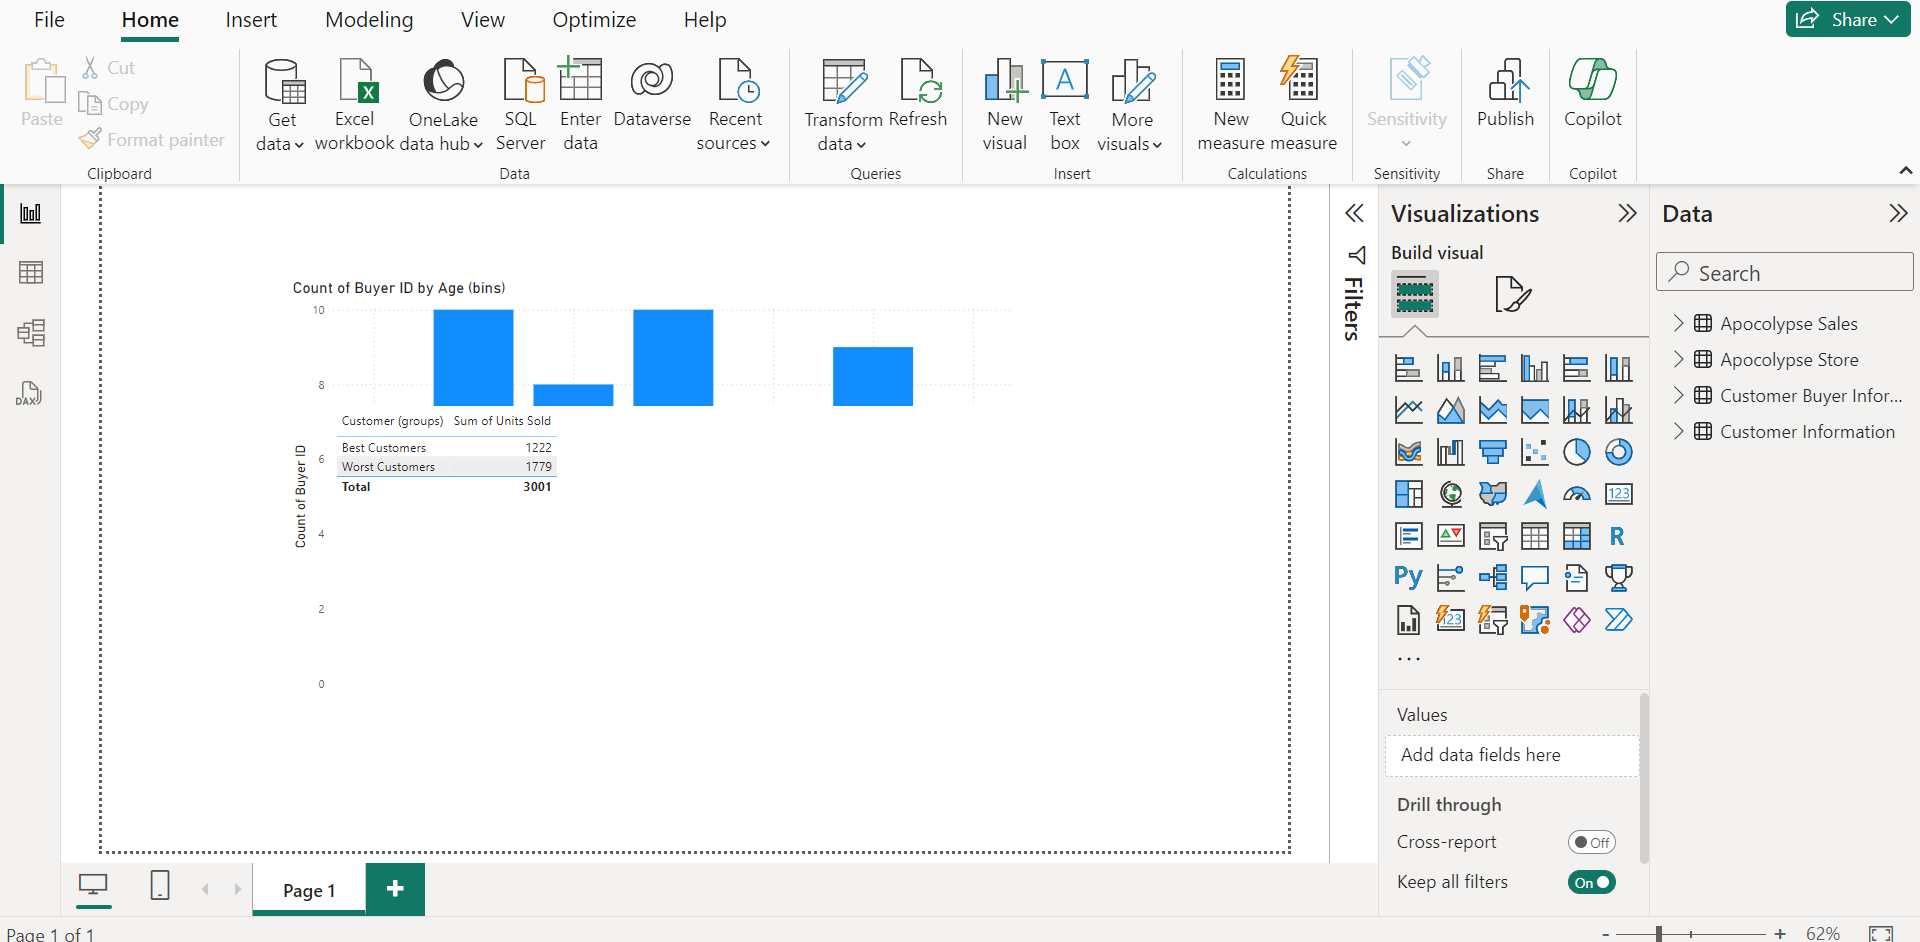 File Home Insert Modeling View Optimize Help Share
Paste
Cut
Copy
Format painter
Clipboard
Get data
Excel workbook
OneLake data hub
SQL Server
Enter data
Dataverse
Recent sources
Data
Transform data
Refresh
Queries
New visual
A
Text box
More visuals
Insert
New measure
Quick measure
Calculations
Sensitivity
Sensitivity
Publish
Share
Copilot
Copilot
DAX
Count of Buyer ID by Age (bins)
10
8
6
4
2
0
Count of Buyer ID
Customer (groups) Sum of Units Sold
Best Customers 1222
Worst Customers 1779
Total 3001
Filters
Visualizations
Build visual
123
R
Py
123
Values
Add data fields here
Drill through
Cross-report Off
Keep all filters On
Data
Search
Apocolypse Sales
Apocolypse Store
Customer Buyer Infor...
Customer Information
Page 1
+
Page 1 of 1
- + 62%